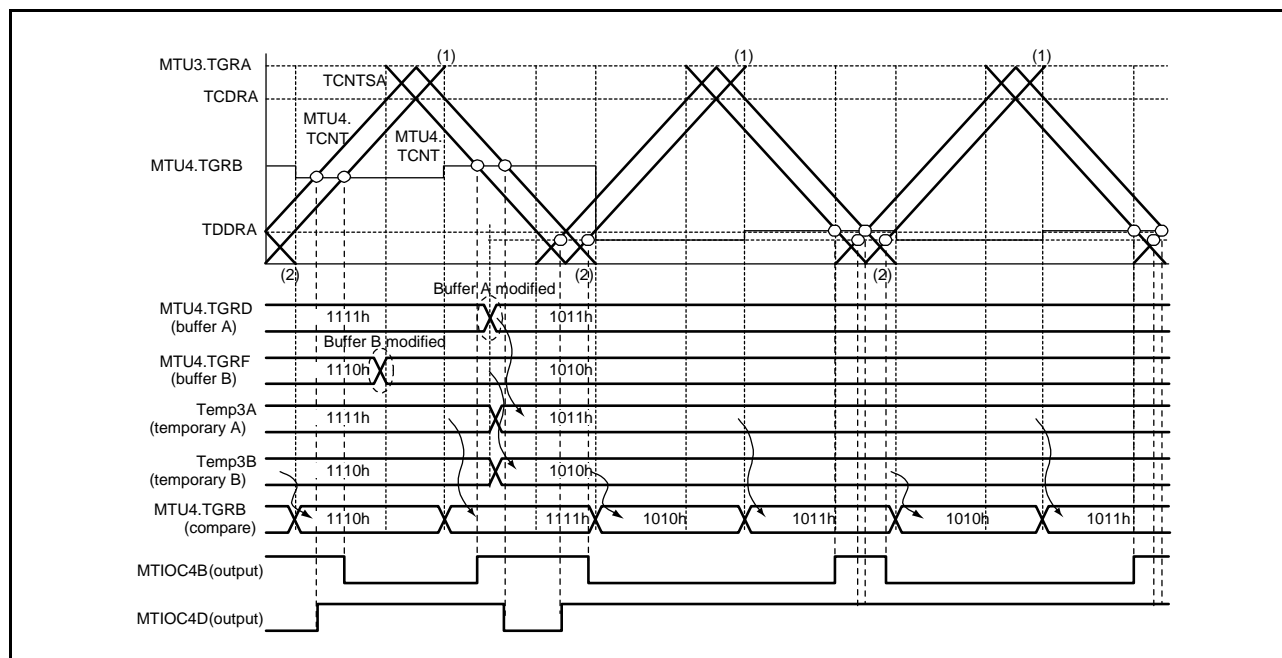 MTU3.TGRA
(1)
(1)
(1)
TCNTSA
TCDRA
MTU4.
TCNT
MTU4.
TCNT
MTU4.TGRB
TDDRA
(2)
(2)
(2)
Buffer A modified
MTU4.TGRD
(buffer A)
1111h
1011h
Buffer B modified
MTU4.TGRF
(buffer B)
1110h
1010h
Temp3A
(temporary A)
1111h
1011h
Temp3B
(temporary B)
1110h
1010h
MTU4.TGRB
(compare)
1110h
1111h
1010h
1011h
1010h
1011h
MTIOC4B(output)
MTIOC4D(output)